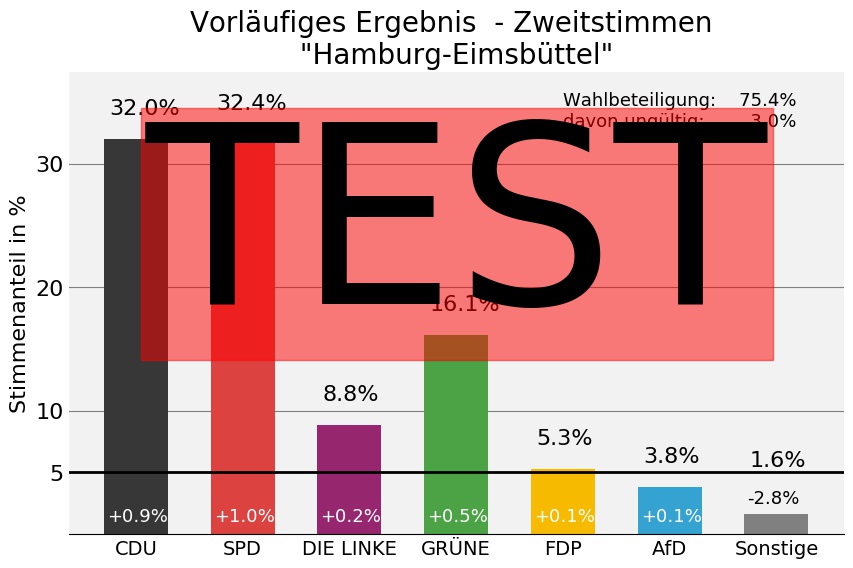 Vorläufiges Ergebnis - Zweitstimmen
"Hamburg-Eimsbüttel"
32.0%
32.4%
Wahlbeteiligung: 75.4%
davon ungültig: 3.0%
TEST
30
20
16.1%
Stimmenanteil in %
10
8.8%
5.3%
3.8%
1.6%
5
-2.8%
+0.9%
+1.0%
+0.2%
+0.5%
+0.1%
+0.1%
CDU
SPD
DIE LINKE
GRÜNE
FDP
AfD
Sonstige